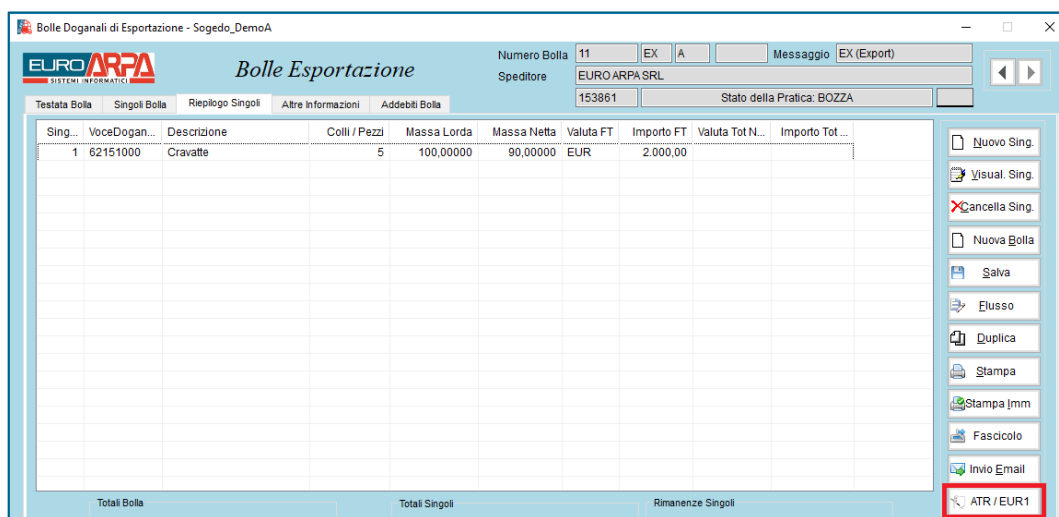 Bolle Doganali di Esportazione - Sogedo_DemoA
EURO ARPA
SISTEMI INFORMATICI
Bolle Esportazione
Numero Bolla 11 EX A Messaggio EX (Export)
Speditore EURO ARPA SRL
153861 Stato della Pratica: BOZZA
Testata Bolla Singoli Bolla Riepilogo Singoli Altre Informazioni Addebiti Bolla
Sing... VoceDogan... Descrizione Colli / Pezzi Massa Lorda Massa Netta Valuta FT Importo FT Valuta Tot N... Importo Tot ...
1 62151000 Cravatte 5 100,00000 90,00000 EUR 2.000,00
Nuovo Sing.
Visual. Sing.
Cancella Sing.
Nuova Bolla
Salva
Flusso
Duplica
Stampa
Stampa Imm
Fascicolo
Invio Email
ATR / EUR1
Totali Bolla Totali Singoli Rimanenze Singoli